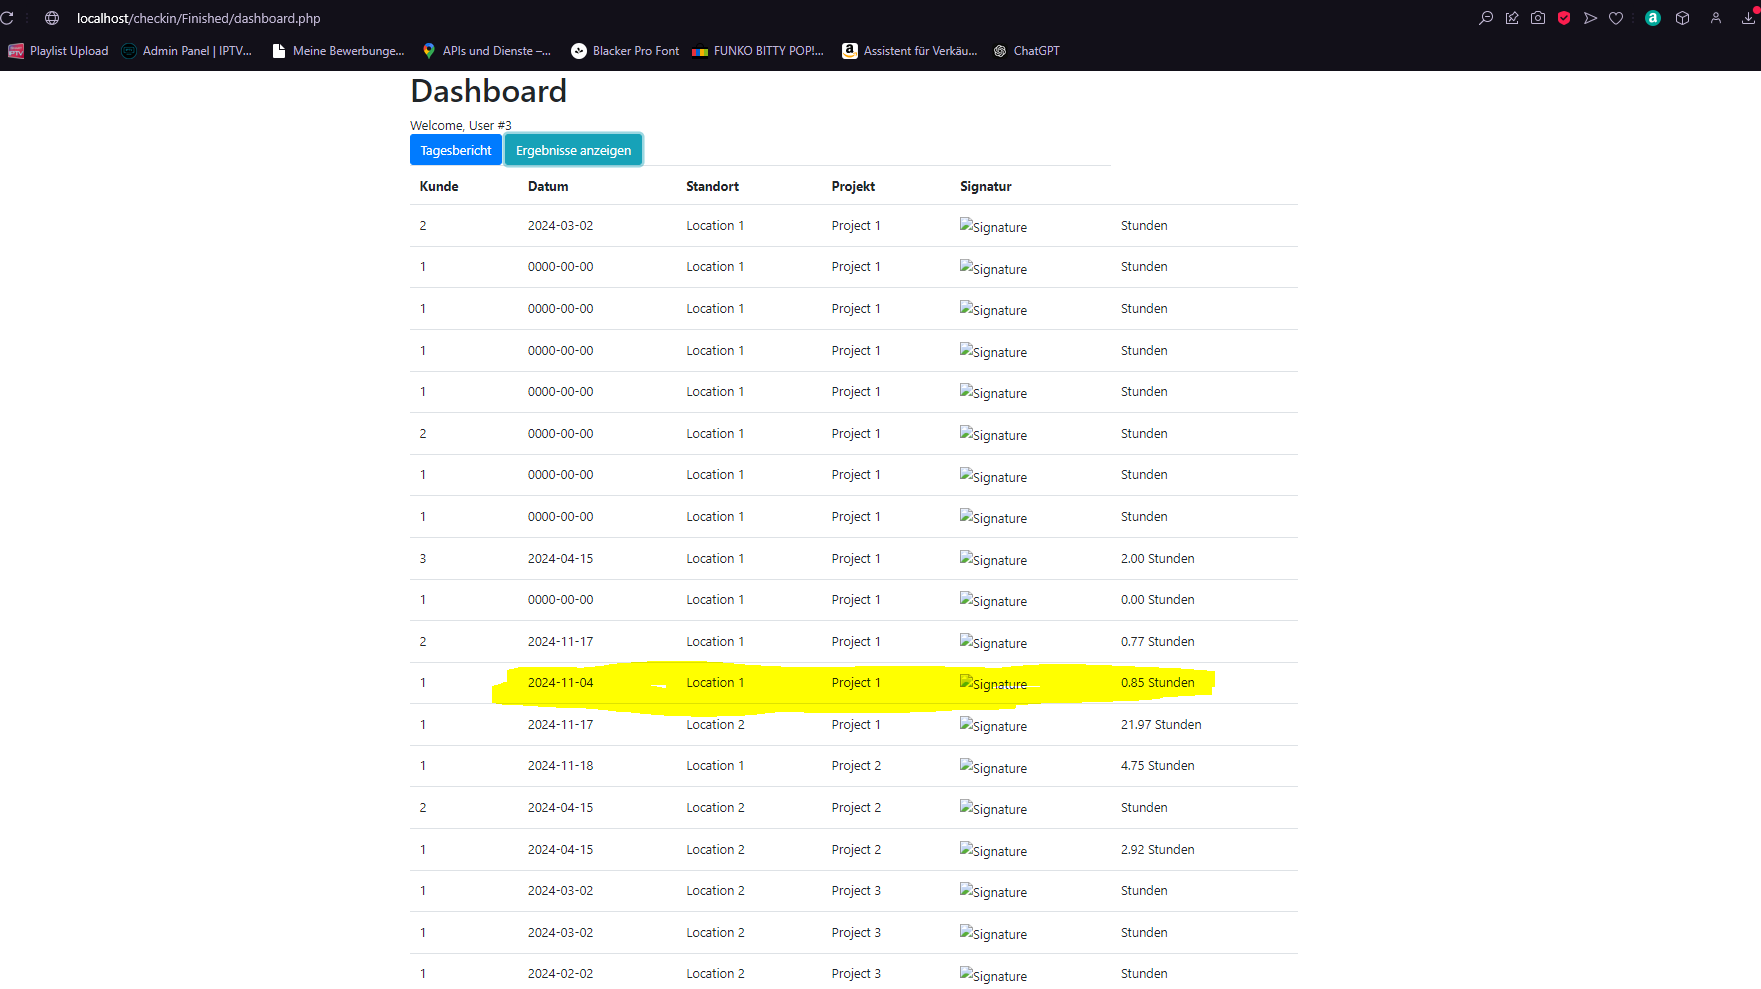 localhost/checkin/Finished/dashboard.php
Playlist Upload Admin Panel | IPTV... Meine Bewerbunge... APIs und Dienste –... Blacker Pro Font FUNKO BITTY POP!... Assistent für Verkäu... ChatGPT
Dashboard
Welcome, User #3
Tagesbericht Ergebnisse anzeigen
Kunde Datum Standort Projekt Signatur
2 2024-03-02 Location 1 Project 1 Signature Stunden
1 0000-00-00 Location 1 Project 1 Signature Stunden
1 0000-00-00 Location 1 Project 1 Signature Stunden
1 0000-00-00 Location 1 Project 1 Signature Stunden
1 0000-00-00 Location 1 Project 1 Signature Stunden
2 0000-00-00 Location 1 Project 1 Signature Stunden
1 0000-00-00 Location 1 Project 1 Signature Stunden
1 0000-00-00 Location 1 Project 1 Signature Stunden
3 2024-04-15 Location 1 Project 1 Signature 2.00 Stunden
1 0000-00-00 Location 1 Project 1 Signature 0.00 Stunden
2 2024-11-17 Location 1 Project 1 Signature 0.77 Stunden
1 2024-11-04 Location 1 Project 1 Signature 0.85 Stunden
1 2024-11-17 Location 2 Project 1 Signature 21.97 Stunden
1 2024-11-18 Location 1 Project 2 Signature 4.75 Stunden
2 2024-04-15 Location 2 Project 2 Signature Stunden
1 2024-04-15 Location 2 Project 2 Signature 2.92 Stunden
1 2024-03-02 Location 2 Project 3 Signature Stunden
1 2024-03-02 Location 2 Project 3 Signature Stunden
1 2024-02-02 Location 2 Project 3 Signature Stunden